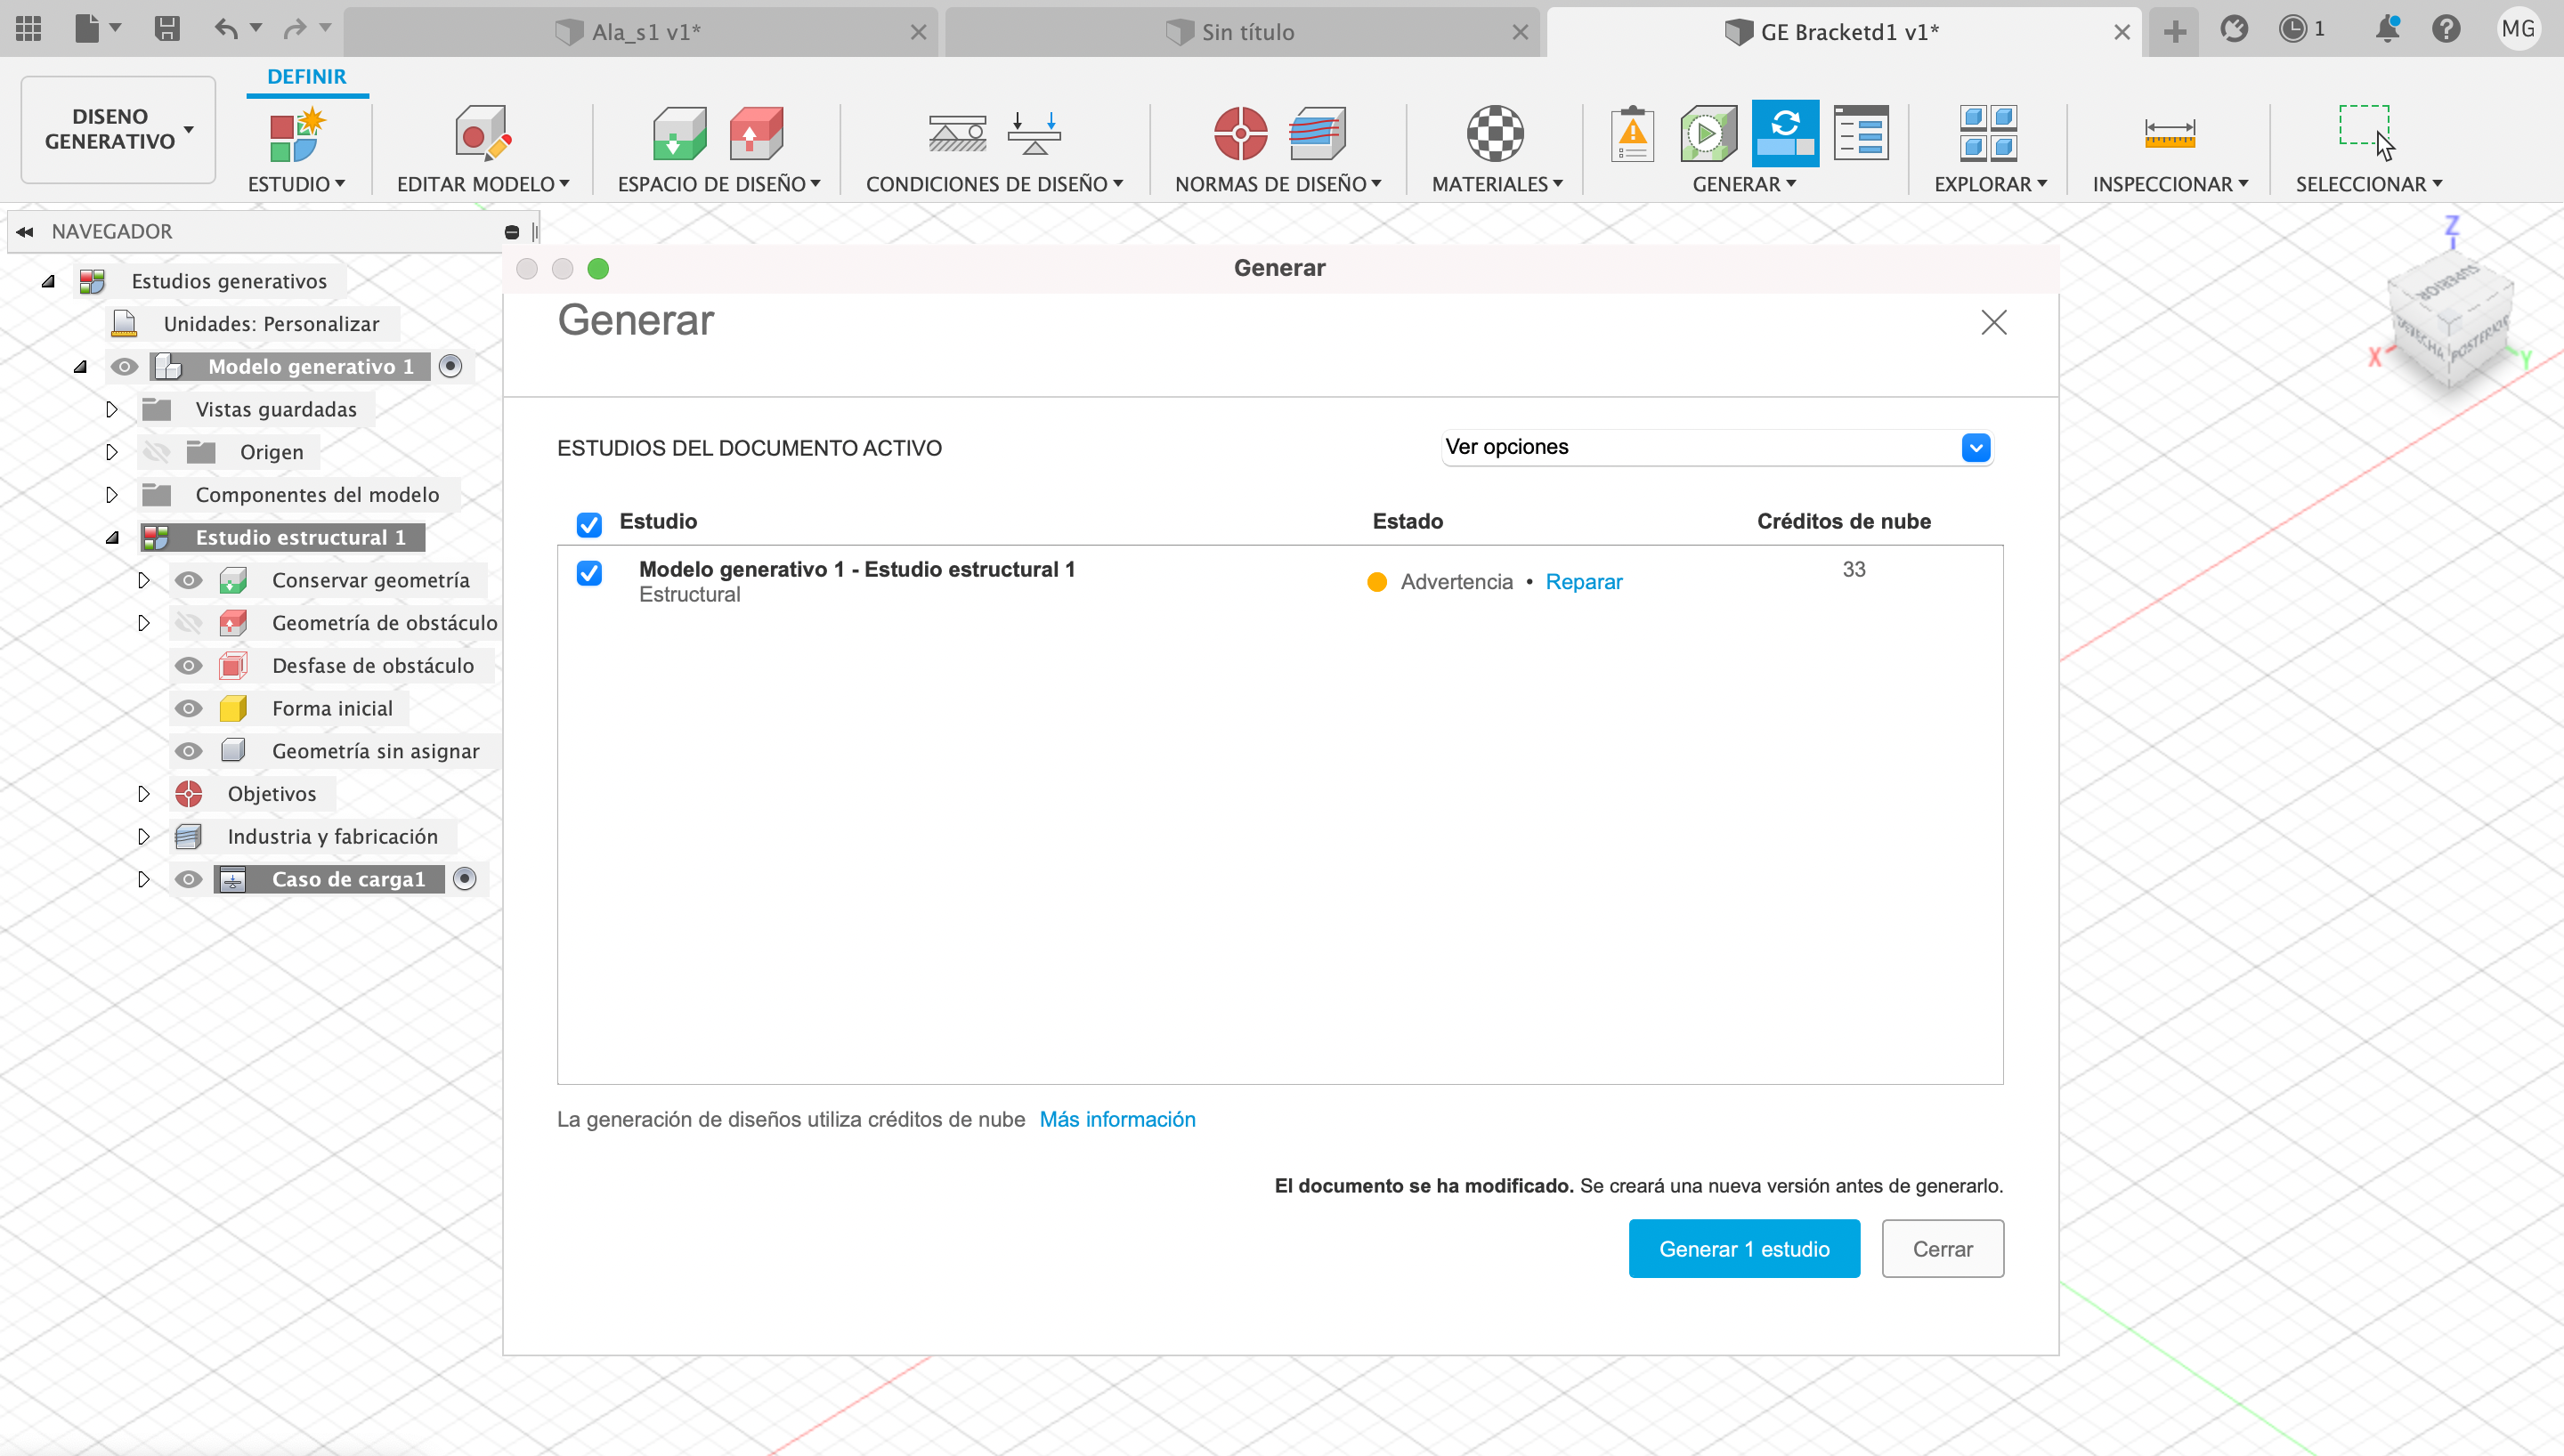 Ala_s1 v1*
Sin título
GE Bracketd1 v1*
1
MG
DEFINIR
DISENO
GENERATIVO
ESTUDIO
EDITAR MODELO
ESPACIO DE DISEÑO
CONDICIONES DE DISEÑO
NORMAS DE DISEÑO
MATERIALES
GENERAR
EXPLORAR
INSPECCIONAR
SELECCIONAR
NAVEGADOR
Estudios generativos
Unidades: Personalizar
Modelo generativo 1
Vistas guardadas
Origen
Componentes del modelo
Estudio estructural 1
Conservar geometría
Geometría de obstáculo
Desfase de obstáculo
Forma inicial
Geometría sin asignar
Objetivos
Industria y fabricación
Caso de carga1
Generar
Generar
ESTUDIOS DEL DOCUMENTO ACTIVO
Ver opciones
Estudio
Estado
Créditos de nube
Modelo generativo 1 - Estudio estructural 1
Estructural
Advertencia • Reparar
33
La generación de diseños utiliza créditos de nube Más información
El documento se ha modificado. Se creará una nueva versión antes de generarlo.
Generar 1 estudio
Cerrar
Z
SUPERIOR
DERECHA
POSTERIOR
X
Y